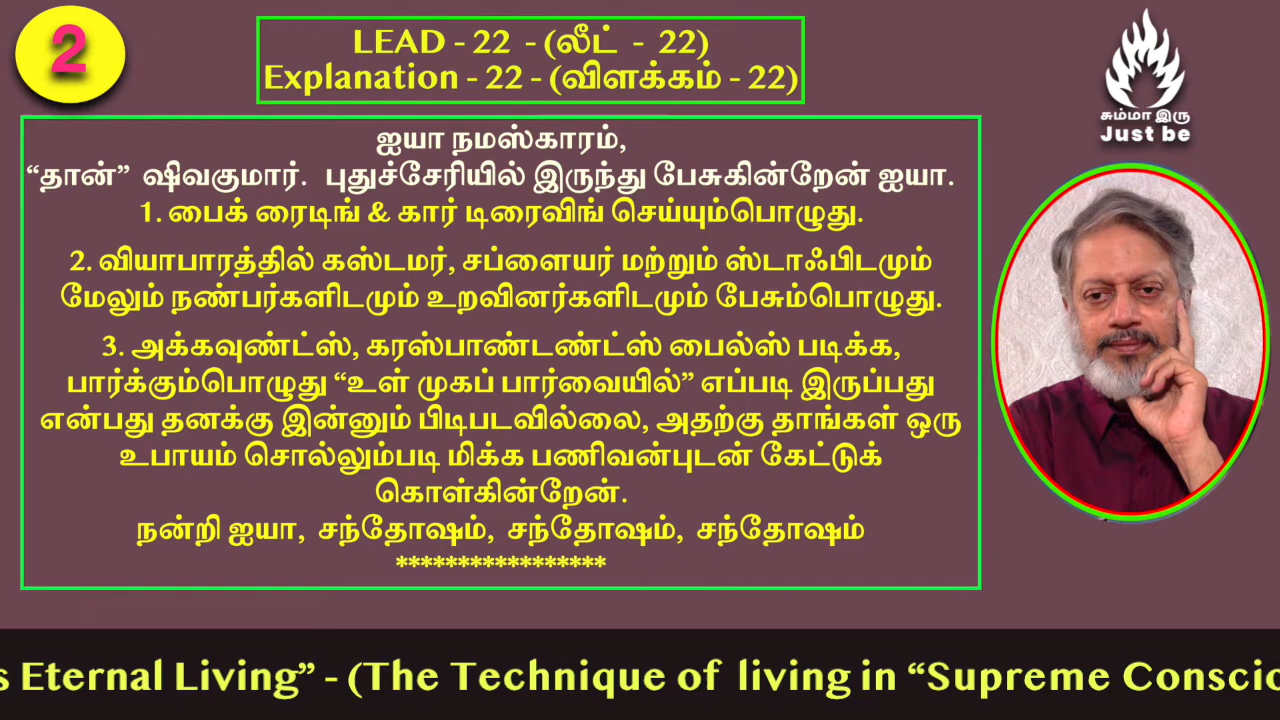 2
LEAD - 22 - (லீட் - 22)
Explanation - 22 - (விளக்கம் - 22)
சும்மா இரு
Just be
ஐயா நமஸ்காரம்,
“தான்” ஷிவகுமார். புதுச்சேரியில் இருந்து பேசுகின்றேன் ஐயா.
1. பைக் ரைடிங் & கார் டிரைவிங் செய்யும்பொழுது.
2. வியாபாரத்தில் கஸ்டமர், சப்ளையர் மற்றும் ஸ்டாஃபிடமும்
மேலும் நண்பர்களிடமும் உறவினர்களிடமும் பேசும்பொழுது.
3. அக்கவுண்ட்ஸ், கரஸ்பாண்டண்ட்ஸ் பைல்ஸ் படிக்க,
பார்க்கும்பொழுது “உள் முகப் பார்வையில்” எப்படி இருப்பது
என்பது தனக்கு இன்னும் பிடிபடவில்லை, அதற்கு தாங்கள் ஒரு
உபாயம் சொல்லும்படி மிக்க பணிவன்புடன் கேட்டுக்
கொள்கின்றேன்.
நன்றி ஐயா, சந்தோஷம், சந்தோஷம், சந்தோஷம்
*****************
s Eternal Living” - (The Technique of living in “Supreme Conscio